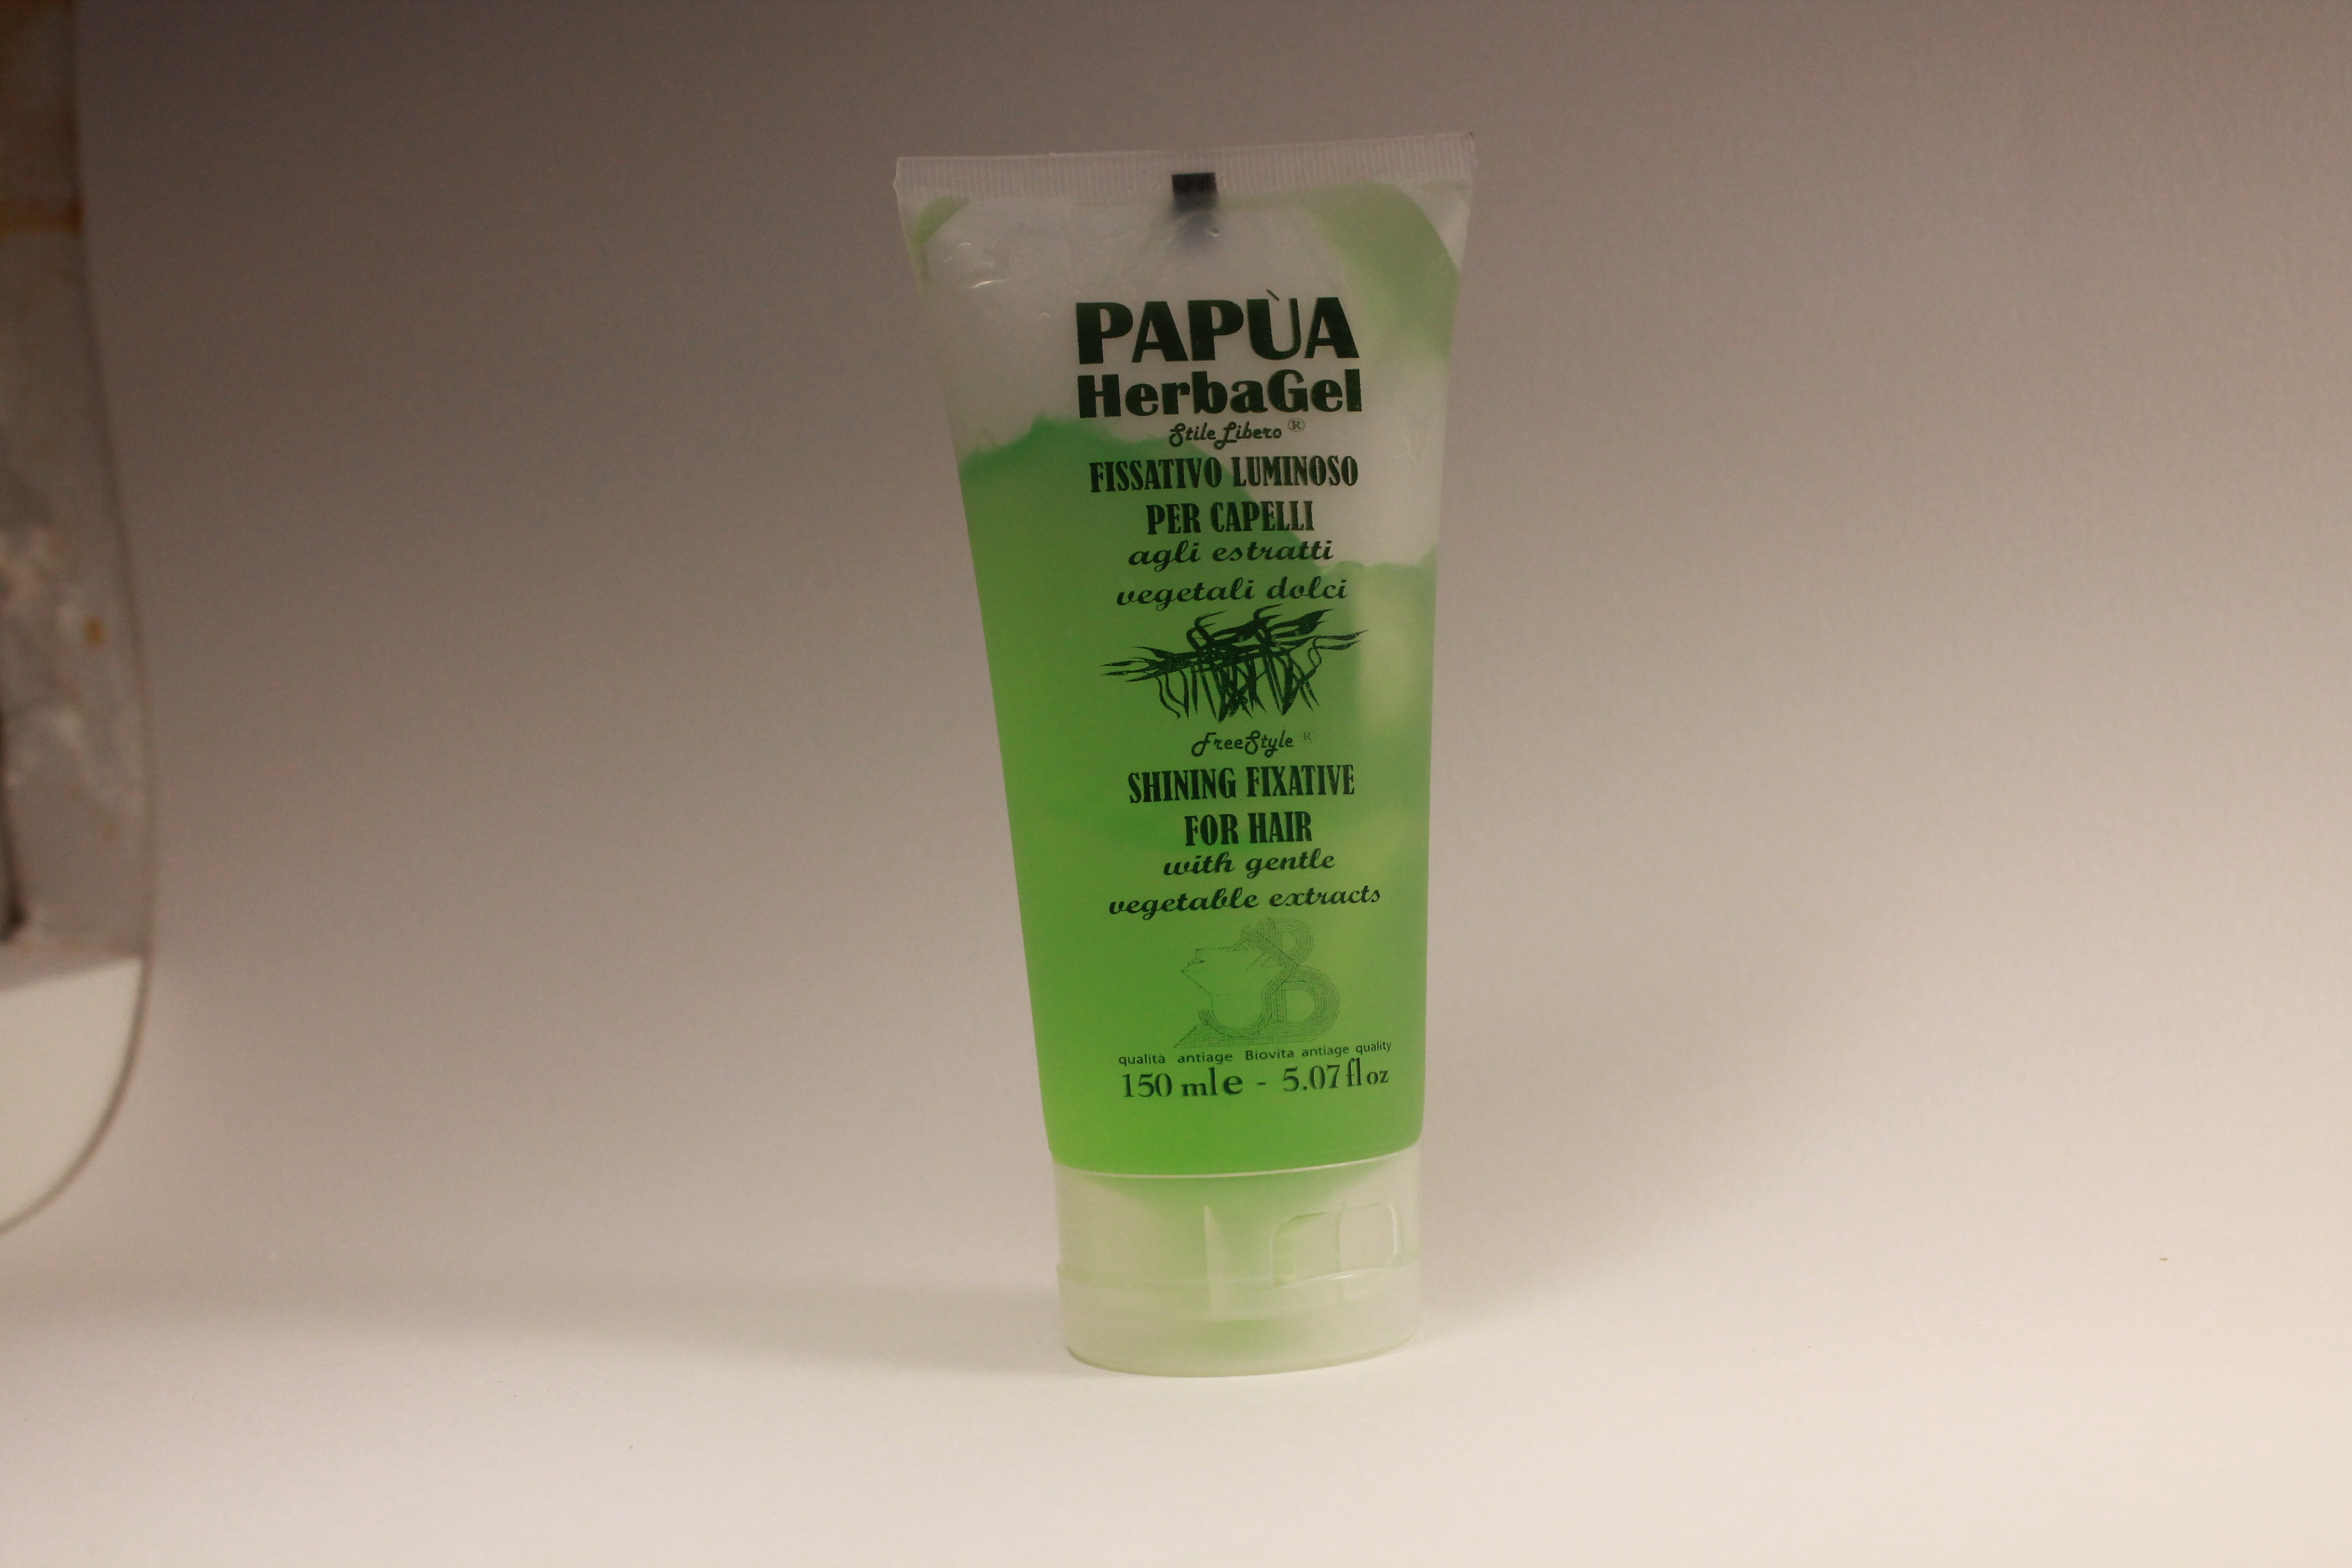 PAPÙA
HerbaGel
Stile Libero ®
FISSATIVO LUMINOSO
PER CAPELLI
agli estratti
vegetali dolci
FreeStyle ®
SHINING FIXATIVE
FOR HAIR
with gentle
vegetable extracts
qualità antiage Biovita antiage quality
150 ml e - 5.07 fl oz